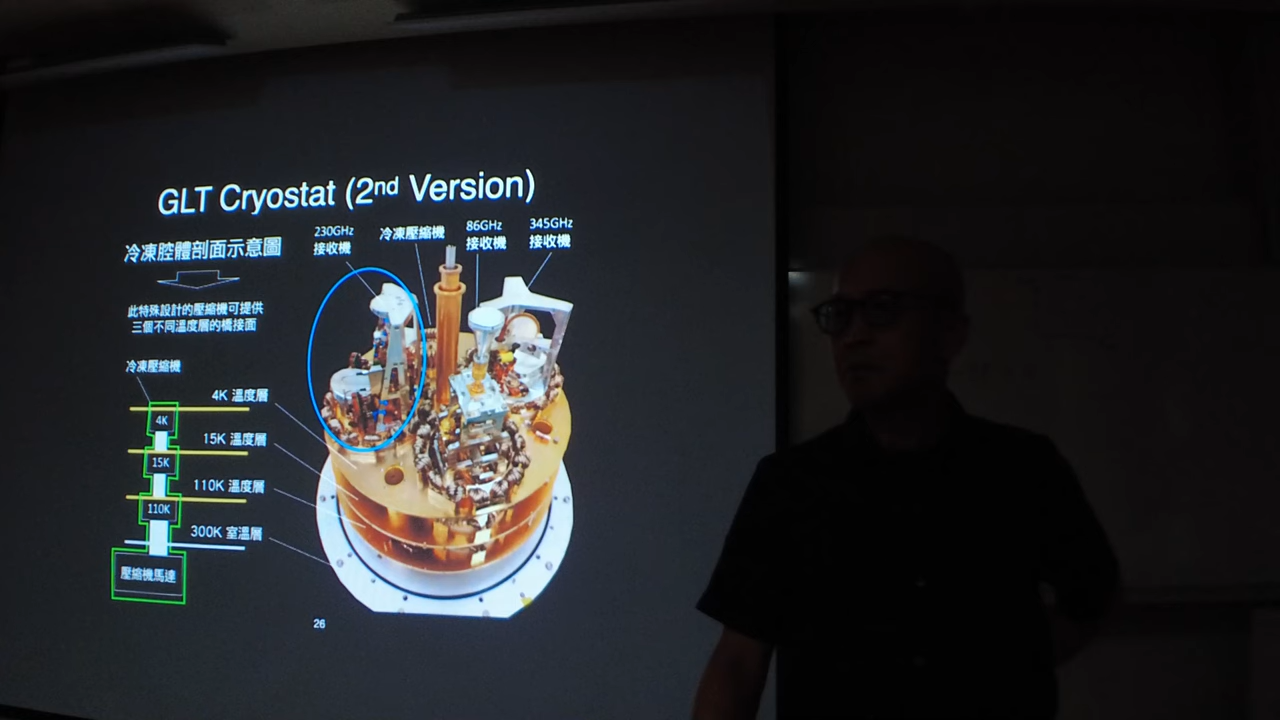 GLT Cryostat (2nd Version)
冷凍腔體剖面示意圖
此特殊設計的壓縮機可提供
三個不同溫度層的橋接面
冷凍壓縮機
4K 溫度層
15K 溫度層
110K 溫度層
300K 室溫層
4K
15K
110K
壓縮機馬達
230GHz
接收機
冷凍壓縮機
86GHz
接收機
345GHz
接收機
26